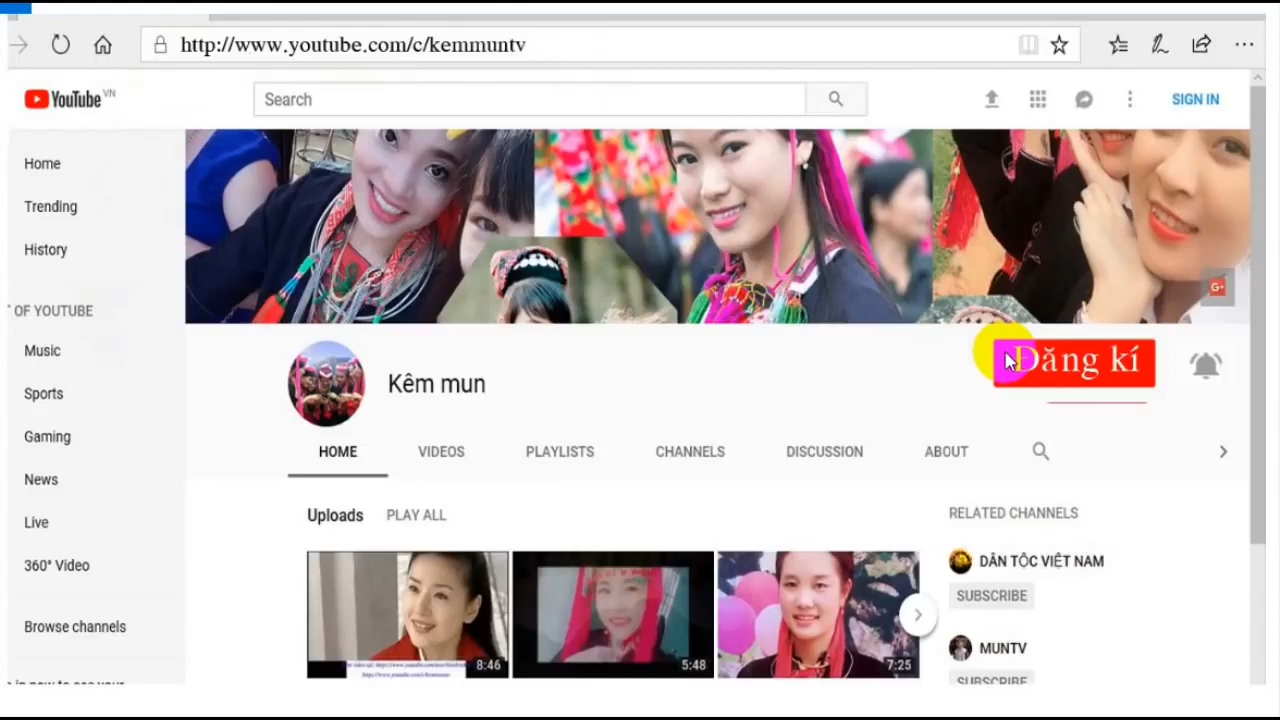 http://www.youtube.com/c/kemmuntv
YouTube VN
Search
SIGN IN
Home
Trending
History
OF YOUTUBE
Music
Sports
Gaming
News
Live
360° Video
Browse channels
G+
Kêm mun
Đăng kí
HOME
VIDEOS
PLAYLISTS
CHANNELS
DISCUSSION
ABOUT
Uploads
PLAY ALL
8:46
5:48
7:25
RELATED CHANNELS
DÂN TỘC VIỆT NAM
SUBSCRIBE
MUNTV
SUBSCRIBE